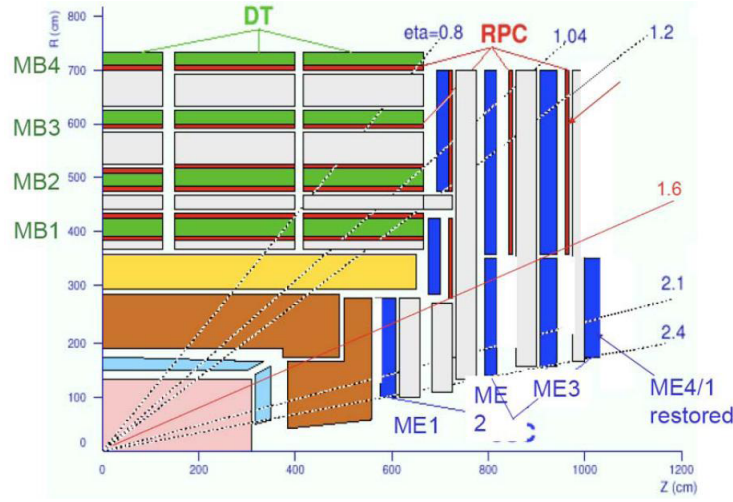 DT
eta=0.8
RPC
1.04
1.2
R (cm)
800
MB4
700
600
MB3
500
MB2
400
MB1
300
200
100
0
1.6
2.1
2.4
ME1
ME
2
ME3
ME4/1
restored
0
200
400
600
800
1000
1200
Z (cm)